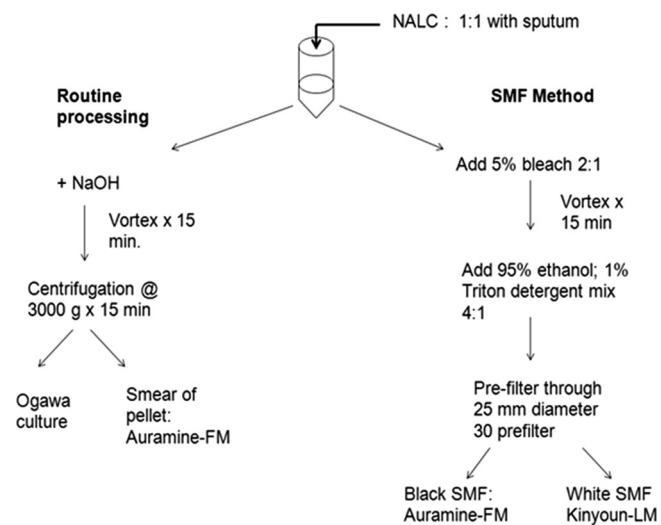 NALC : 1:1 with sputum
Routine
processing
+ NaOH
Vortex x 15
min.
Centrifugation @
3000 g x 15 min
Ogawa
culture
Smear of
pellet:
Auramine-FM
SMF Method
Add 5% bleach 2:1
Vortex x
15 min
Add 95% ethanol; 1%
Triton detergent mix
4:1
Pre-filter through
25 mm diameter
30 prefilter
Black SMF:
Auramine-FM
White SMF
Kinyoun-LM